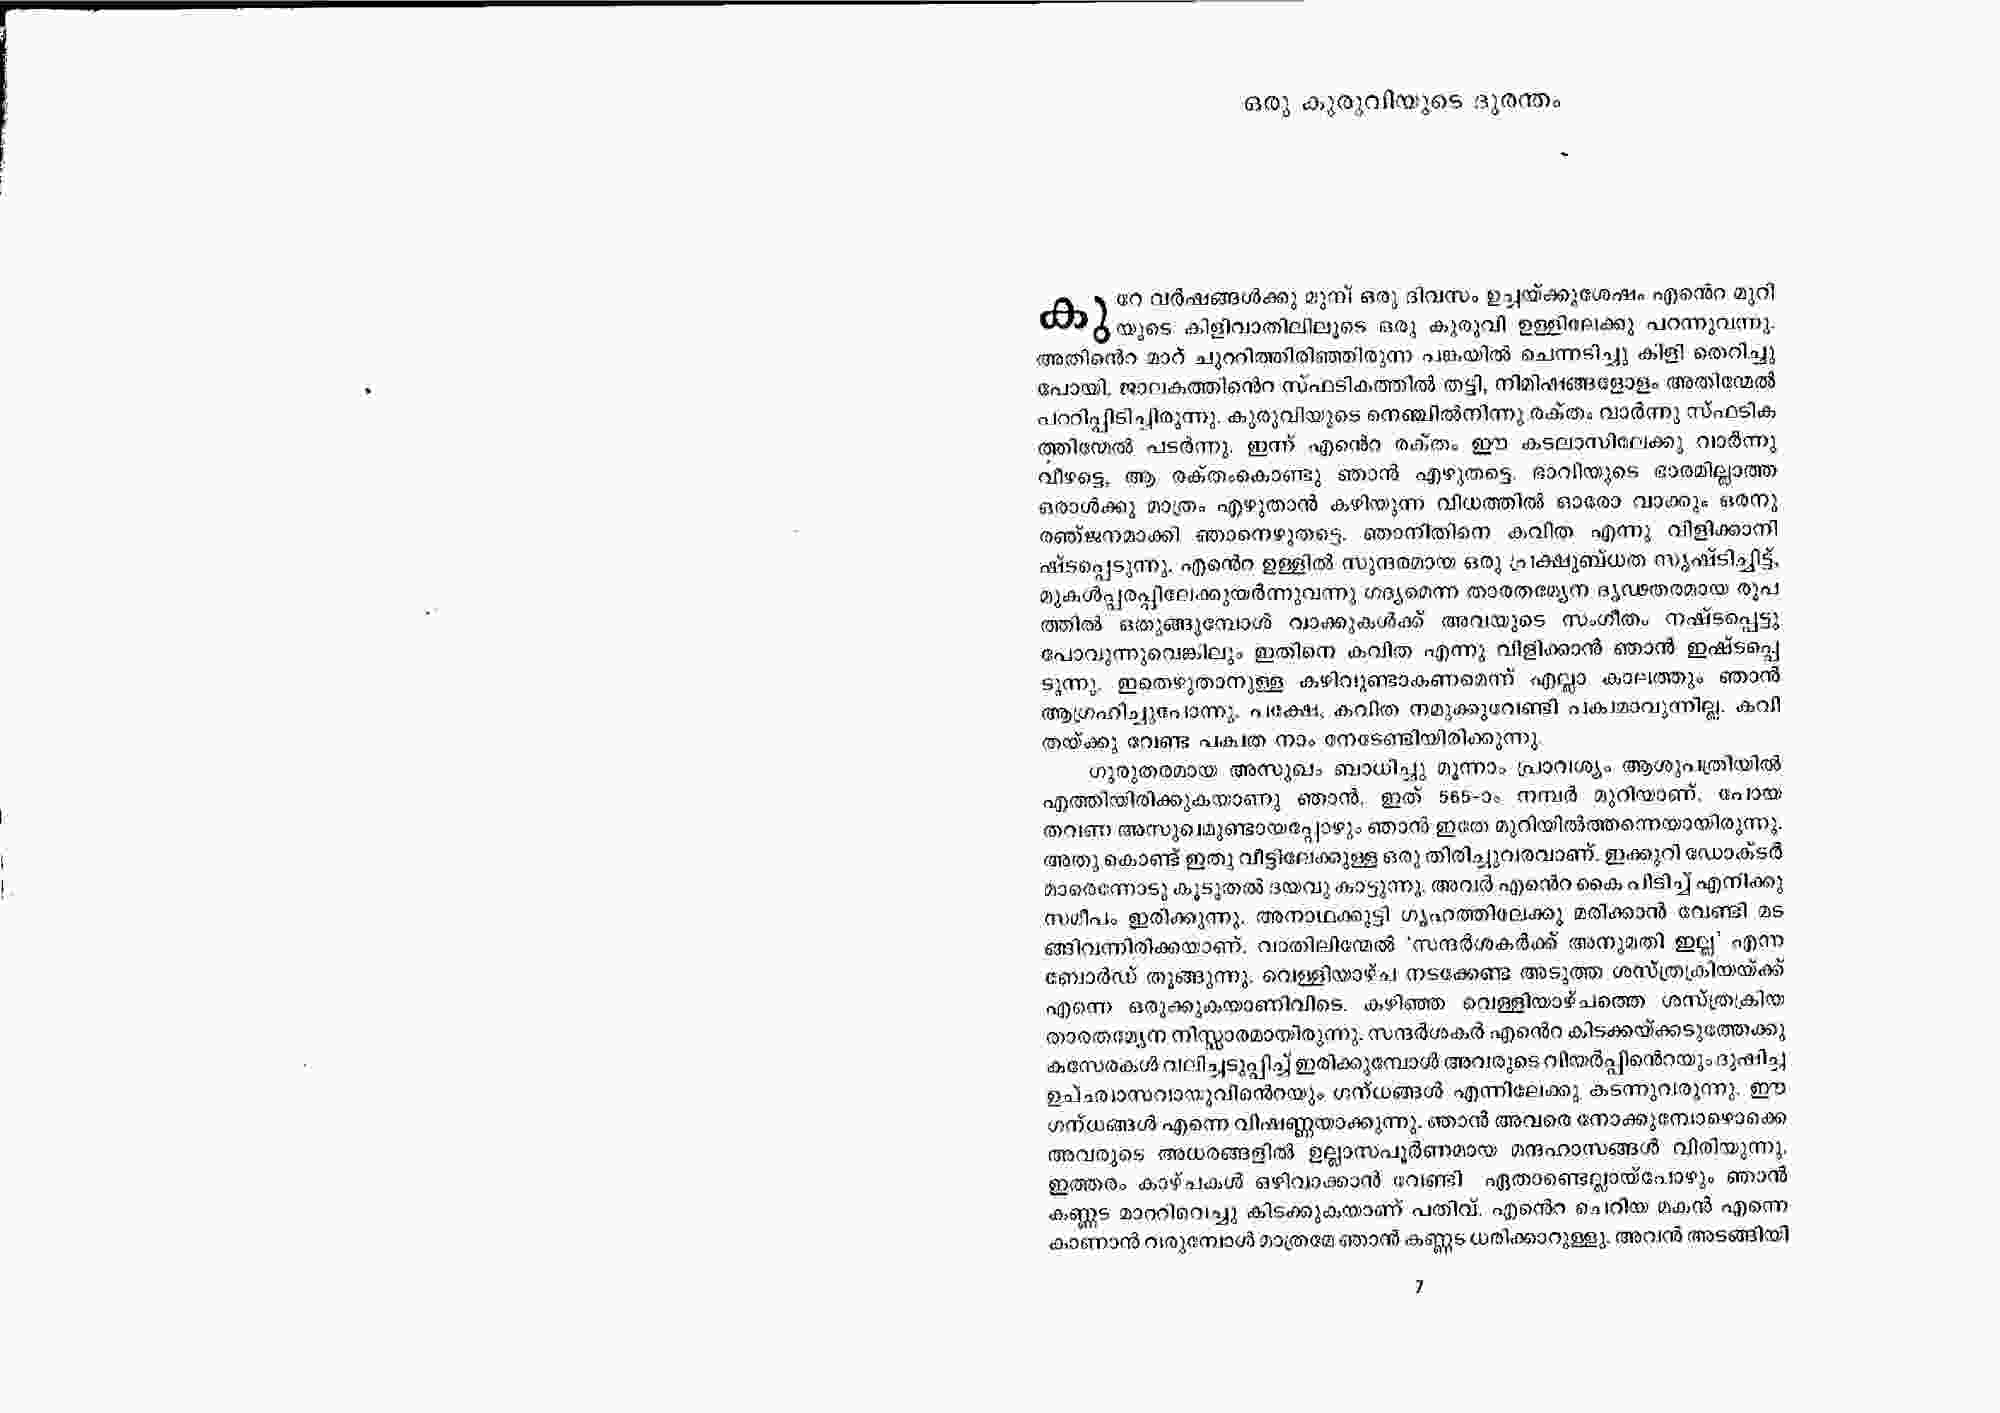 ഒരു കുരുവിയുടെ ദുരന്തം
കുറേ വർഷങ്ങൾക്കു മുമ്പ് ഒരു ദിവസം ഉച്ചയ്ക്കുശേഷം എന്റെ മുറി
യുടെ കിളിവാതിലിലൂടെ ഒരു കുരുവി ഉള്ളിലേക്കു പറന്നുവന്നു.
അതിന്റെ മാറ് ചുററിത്തിരിഞ്ഞിരുന്ന പങ്കയിൽ ചെന്നടിച്ചു കിളി തെറിച്ചു
പോയി. ജാലകത്തിന്റെ സ്ഫടികത്തിൽ തട്ടി, നിമിഷങ്ങളോളം അതിന്മേൽ
പററിപ്പിടിച്ചിരുന്നു. കുരുവിയുടെ നെഞ്ചിൽനിന്നു രക്തം വാർന്നു സ്ഫടിക
ത്തിന്മേൽ പടർന്നു. ഇന്ന് എന്റെ രക്തം ഈ കടലാസിലേക്കു വാർന്നു
വീഴട്ടെ, ആ രക്തംകൊണ്ടു ഞാൻ എഴുതട്ടെ. ഭാവിയുടെ ഭാരമില്ലാത്ത
ഒരാൾക്കു മാത്രം എഴുതാൻ കഴിയുന്ന വിധത്തിൽ ഓരോ വാക്കും ഒരനു
രഞ്ജനമാക്കി ഞാനെഴുതട്ടെ. ഞാനിതിനെ കവിത എന്നു വിളിക്കാനി
ഷ്ടപ്പെടുന്നു. എന്റെ ഉള്ളിൽ സുന്ദരമായ ഒരു പ്രക്ഷുബ്ധത സൃഷ്ടിച്ചിട്ട്,
മുകൾപ്പരപ്പിലേക്കുയർന്നുവന്നു ഗദ്യമെന്ന താരതമ്യേന ദൃഢതരമായ രൂപ
ത്തിൽ ഒതുങ്ങുമ്പോൾ വാക്കുകൾക്ക് അവയുടെ സംഗീതം നഷ്ടപ്പെട്ടു
പോവുന്നുവെങ്കിലും ഇതിനെ കവിത എന്നു വിളിക്കാൻ ഞാൻ ഇഷ്ടപ്പെ
ടുന്നു. ഇതെഴുതാനുള്ള കഴിവുണ്ടാകണമെന്ന് എല്ലാ കാലത്തും ഞാൻ
ആഗ്രഹിച്ചുപോന്നു. പക്ഷേ, കവിത നമുക്കുവേണ്ടി പക്വമാവുന്നില്ല. കവി
തയ്ക്കു വേണ്ട പക്വത നാം നേടേണ്ടിയിരിക്കുന്നു.
ഗുരുതരമായ അസുഖം ബാധിച്ചു മൂന്നാം പ്രാവശ്യം ആശുപത്രിയിൽ
എത്തിയിരിക്കുകയാണു ഞാൻ. ഇത് 565-ാം നമ്പർ മുറിയാണ്. പോയ
തവണ അസുഖമുണ്ടായപ്പോഴും ഞാൻ ഇതേ മുറിയിൽത്തന്നെയായിരുന്നു.
അതു കൊണ്ട് ഇതു വീട്ടിലേക്കുള്ള ഒരു തിരിച്ചുവരവാണ്. ഇക്കുറി ഡോക്ടർ
മാരെന്നോടു കൂടുതൽ ദയവു കാട്ടുന്നു. അവർ എന്റെ കൈ പിടിച്ച് എനിക്കു
സമീപം ഇരിക്കുന്നു. അനാഥക്കുട്ടി ഗൃഹത്തിലേക്കു മരിക്കാൻ വേണ്ടി മട
ങ്ങിവന്നിരിക്കയാണ്. വാതിലിന്മേൽ 'സന്ദർശകർക്ക് അനുമതി ഇല്ല' എന്ന
ബോർഡ് തൂങ്ങുന്നു. വെള്ളിയാഴ്ച നടക്കേണ്ട അടുത്ത ശസ്ത്രക്രിയയ്ക്ക്
എന്നെ ഒരുക്കുകയാണിവിടെ. കഴിഞ്ഞ വെള്ളിയാഴ്ചത്തെ ശസ്ത്രക്രിയ
താരതമ്യേന നിസ്സാരമായിരുന്നു. സന്ദർശകർ എന്റെ കിടക്കയ്ക്കടുത്തേക്കു
കസേരകൾ വലിച്ചടുപ്പിച്ച് ഇരിക്കുമ്പോൾ അവരുടെ വിയർപ്പിന്റെയും ദുഷിച്ച
ഉച്ഛ്വാസവായുവിന്റെയും ഗന്ധങ്ങൾ എന്നിലേക്കു കടന്നുവരുന്നു. ഈ
ഗന്ധങ്ങൾ എന്നെ വിഷണ്ണയാക്കുന്നു. ഞാൻ അവരെ നോക്കുമ്പോഴൊക്കെ
അവരുടെ അധരങ്ങളിൽ ഉല്ലാസപൂർണമായ മന്ദഹാസങ്ങൾ വിരിയുന്നു.
ഇത്തരം കാഴ്ചകൾ ഒഴിവാക്കാൻ വേണ്ടി ഏതാണ്ടെല്ലായ്പോഴും ഞാൻ
കണ്ണട മാററിവെച്ചു കിടക്കുകയാണ് പതിവ്. എന്റെ ചെറിയ മകൻ എന്നെ
കാണാൻ വരുമ്പോൾ മാത്രമേ ഞാൻ കണ്ണട ധരിക്കാറുള്ളു. അവൻ അടങ്ങിയി
7